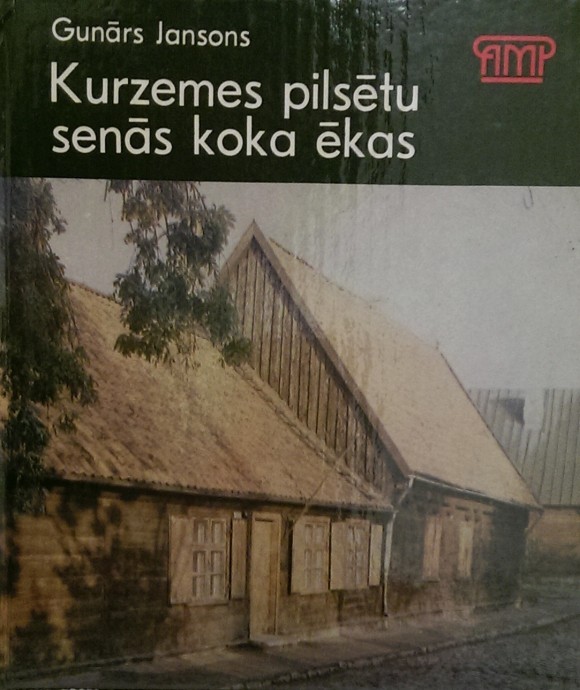 Gunārs Jansons
AMP
Kurzemes pilsētu
senās koka ēkas